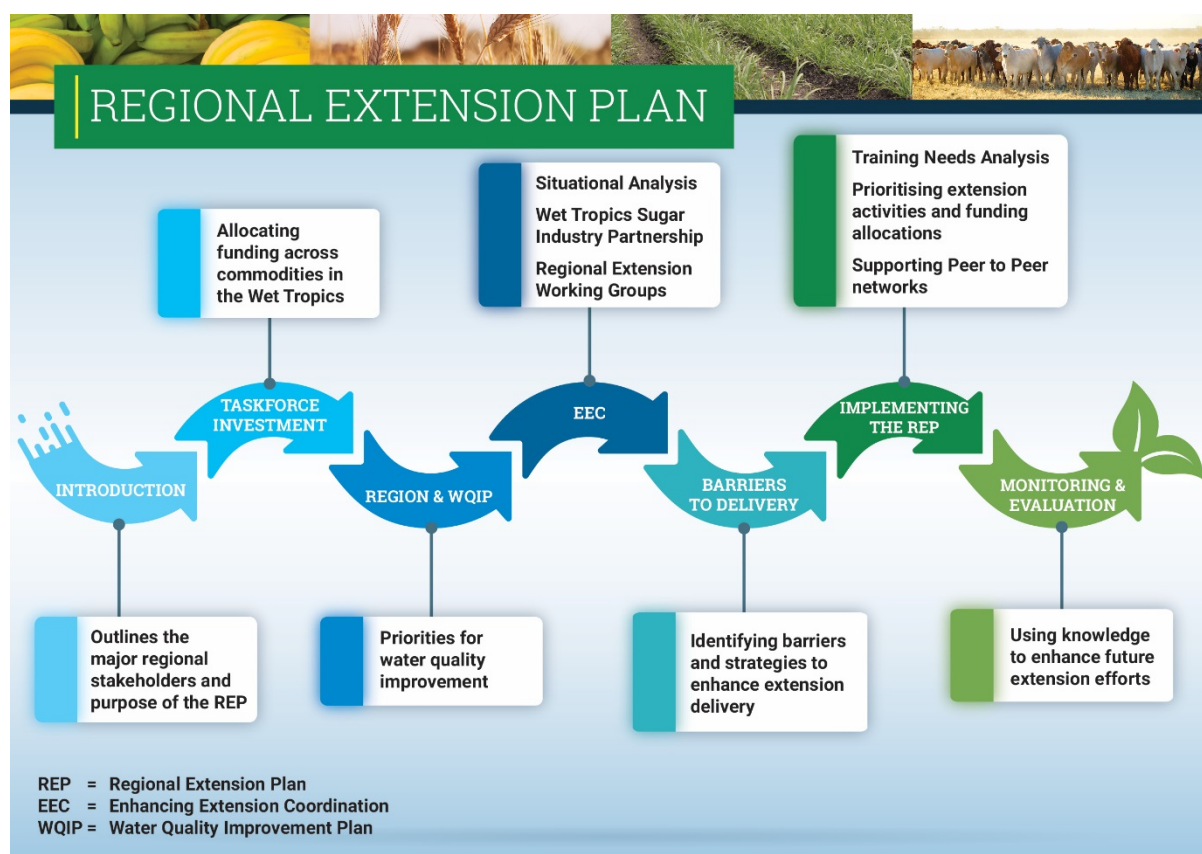 REGIONAL EXTENSION PLAN
Allocating
funding across
commodities in
the Wet Tropics
Situational Analysis
Wet Tropics Sugar
Industry Partnership
Regional Extension
Working Groups
Training Needs Analysis
Prioritising extension
activities and funding
allocations
Supporting Peer to Peer
networks
INTRODUCTION
TASKFORCE
INVESTMENT
REGION & WQIP
EEC
BARRIERS
TO DELIVERY
IMPLEMENTING
THE REP
MONITORING &
EVALUATION
Outlines the
major regional
stakeholders and
purpose of the REP
Priorities for
water quality
improvement
Identifying barriers
and strategies to
enhance extension
delivery
Using knowledge
to enhance future
extension efforts
REP = Regional Extension Plan
EEC = Enhancing Extension Coordination
WQIP = Water Quality Improvement Plan